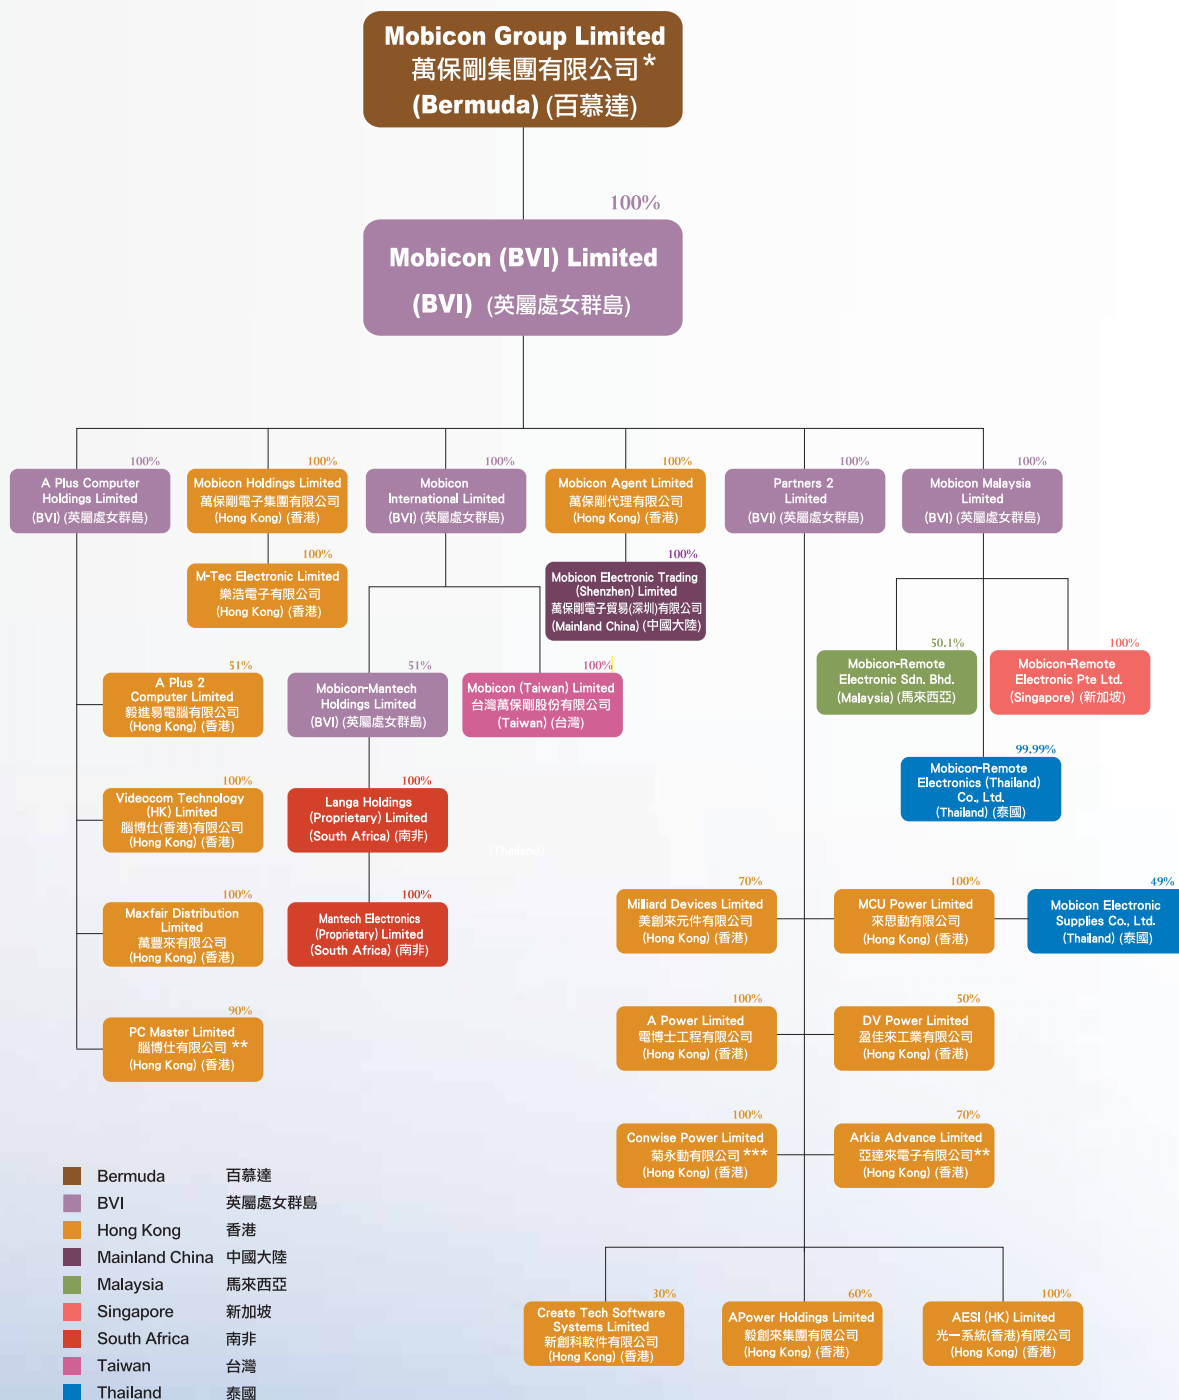 Mobicon Group Limited
萬保剛集團有限公司*
(Bermuda) (百慕達)
100%
Mobicon (BVI) Limited
(BVI) (英屬處女群島)
100%
A Plus Computer
Holdings Limited
(BVI) (英屬處女群島)
100%
Mobicon Holdings Limited
萬保剛電子集團有限公司
(Hong Kong) (香港)
100%
Mobicon
International Limited
(BVI) (英屬處女群島)
100%
Mobicon Agent Limited
萬保剛代理有限公司
(Hong Kong) (香港)
100%
Partners 2
Limited
(BVI) (英屬處女群島)
100%
Mobicon Malaysia
Limited
(BVI) (英屬處女群島)
100%
M-Tec Electronic Limited
樂浩電子有限公司
(Hong Kong) (香港)
100%
Mobicon Electronic Trading
(Shenzhen) Limited
萬保剛電子貿易(深圳)有限公司
(Mainland China) (中國大陸)
51%
A Plus 2
Computer Limited
毅進易電腦有限公司
(Hong Kong) (香港)
51%
Mobicon-Mantech
Holdings Limited
(BVI) (英屬處女群島)
100%
Mobicon (Taiwan) Limited
台灣萬保剛股份有限公司
(Taiwan) (台灣)
50.1%
Mobicon-Remote
Electronic Sdn. Bhd.
(Malaysia) (馬來西亞)
100%
Mobicon-Remote
Electronic Pte Ltd.
(Singapore) (新加坡)
99.99%
Mobicon-Remote
Electronics (Thailand)
Co., Ltd.
(Thailand) (泰國)
100%
Videocom Technology
(HK) Limited
腦博仕(香港)有限公司
(Hong Kong) (香港)
100%
Langa Holdings
(Proprietary) Limited
(South Africa) (南非)
(Thailand)
100%
Maxfair Distribution
Limited
萬豐來有限公司
(Hong Kong) (香港)
100%
Mantech Electronics
(Proprietary) Limited
(South Africa) (南非)
70%
Milliard Devices Limited
美創來元件有限公司
(Hong Kong) (香港)
100%
MCU Power Limited
來思動有限公司
(Hong Kong) (香港)
49%
Mobicon Electronic
Supplies Co., Ltd.
(Thailand) (泰國)
90%
PC Master Limited
腦博仕有限公司**
(Hong Kong) (香港)
100%
A Power Limited
電博士工程有限公司
(Hong Kong) (香港)
50%
DV Power Limited
盈佳來工業有限公司
(Hong Kong) (香港)
100%
Conwise Power Limited
菊永動有限公司***
(Hong Kong) (香港)
70%
Arkia Advance Limited
亞達來電子有限公司**
(Hong Kong) (香港)
30%
Create Tech Software
Systems Limited
新創科軟件有限公司
(Hong Kong) (香港)
60%
APower Holdings Limited
毅創來集團有限公司
(Hong Kong) (香港)
100%
AESI (HK) Limited
光一系統(香港)有限公司
(Hong Kong) (香港)
Bermuda 百慕達
BVI 英屬處女群島
Hong Kong 香港
Mainland China 中國大陸
Malaysia 馬來西亞
Singapore 新加坡
South Africa 南非
Taiwan 台灣
Thailand 泰國